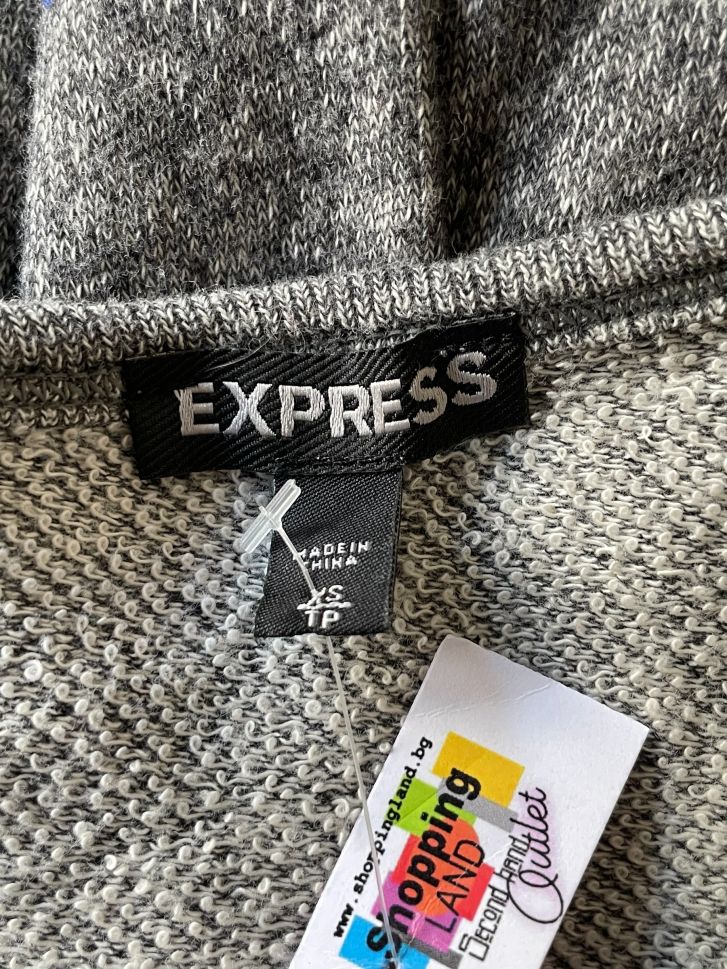 EXPRESS
MADE IN
CHINA
XS
TP
www.shoppingland.bg
Shopping
LAND
Second Hand
Outlet